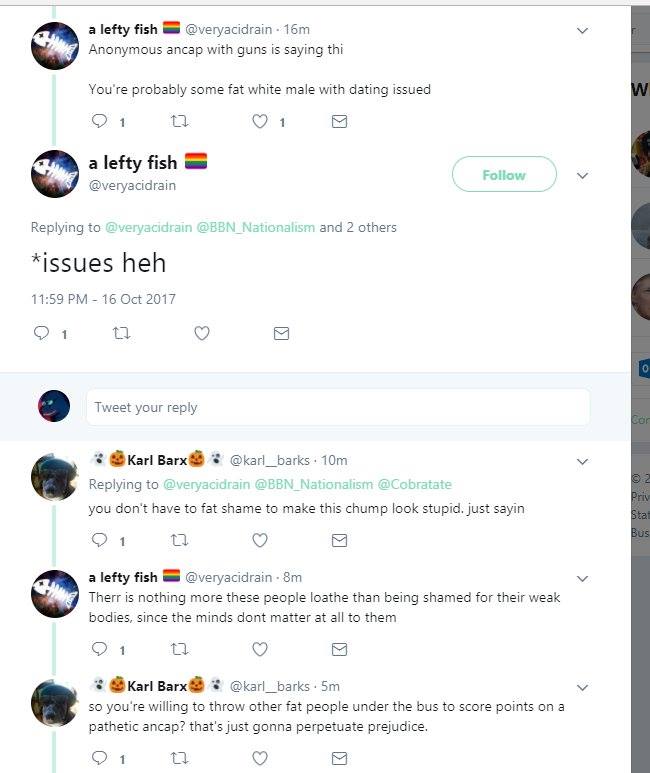 a lefty fish 🏳️‍🌈 @veryacidrain · 16m
Anonymous ancap with guns is saying thi
You're probably some fat white male with dating issued
1 1
a lefty fish 🏳️‍🌈
@veryacidrain
Follow
Replying to @veryacidrain @BBN_Nationalism and 2 others
*issues heh
11:59 PM - 16 Oct 2017
1
Tweet your reply
👻🎃Karl Barx🎃👻 @karl__barks · 10m
Replying to @veryacidrain @BBN_Nationalism @Cobratate
you don't have to fat shame to make this chump look stupid. just sayin
1
a lefty fish 🏳️‍🌈 @veryacidrain · 8m
Therr is nothing more these people loathe than being shamed for their weak
bodies, since the minds dont matter at all to them
1
👻🎃Karl Barx🎃👻 @karl__barks · 5m
so you're willing to throw other fat people under the bus to score points on a
pathetic ancap? that's just gonna perpetuate prejudice.
1